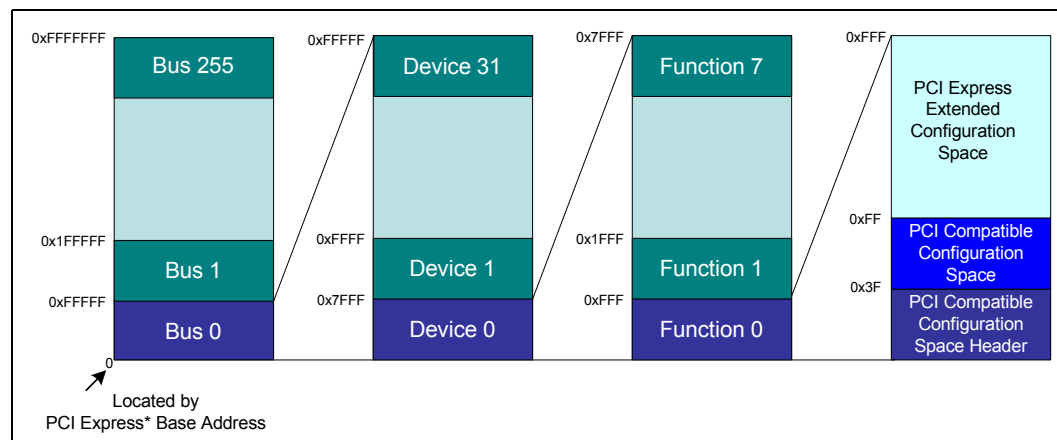 0xFFFFFFF
Bus 255
0x1FFFFF
Bus 1
0xFFFFF
Bus 0
0
Located by
PCI Express* Base Address
0xFFFFF
Device 31
0xFFFF
Device 1
0x7FFF
Device 0
0x7FFF
Function 7
0x1FFF
Function 1
0xFFF
Function 0
0xFFF
PCI Express
Extended
Configuration
Space
0xFF
PCI Compatible
Configuration
Space
0x3F
PCI Compatible
Configuration
Space Header